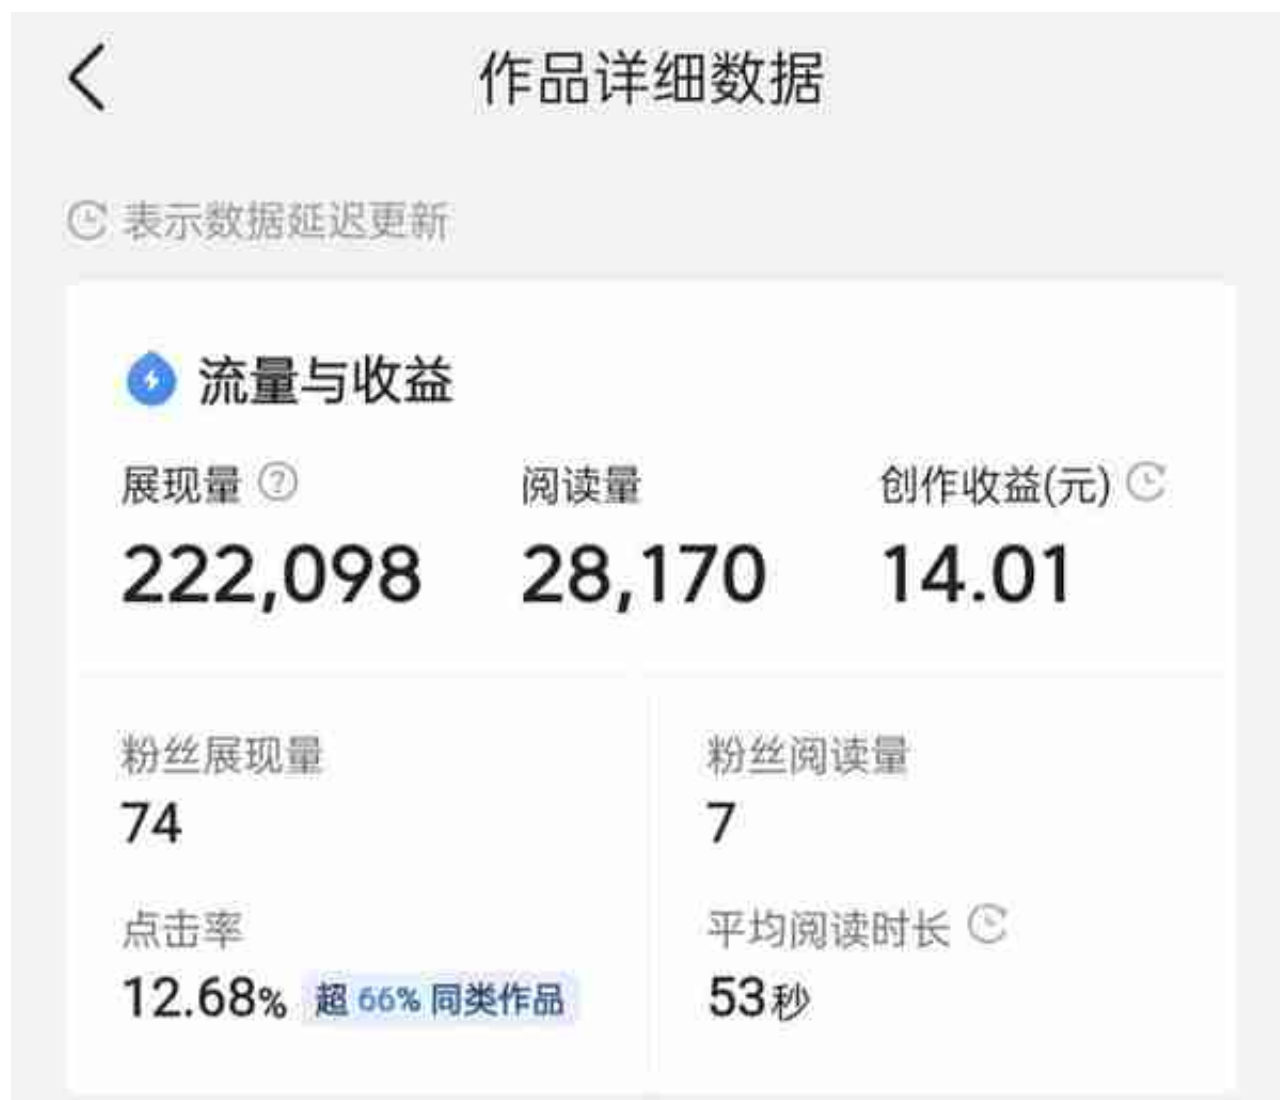 作品详细数据
表示数据延迟更新
流量与收益
展现量 ? 阅读量 创作收益(元)
222,098 28,170 14.01
粉丝展现量 粉丝阅读量
74 7
点击率 平均阅读时长
12.68% 超 66% 同类作品 53秒